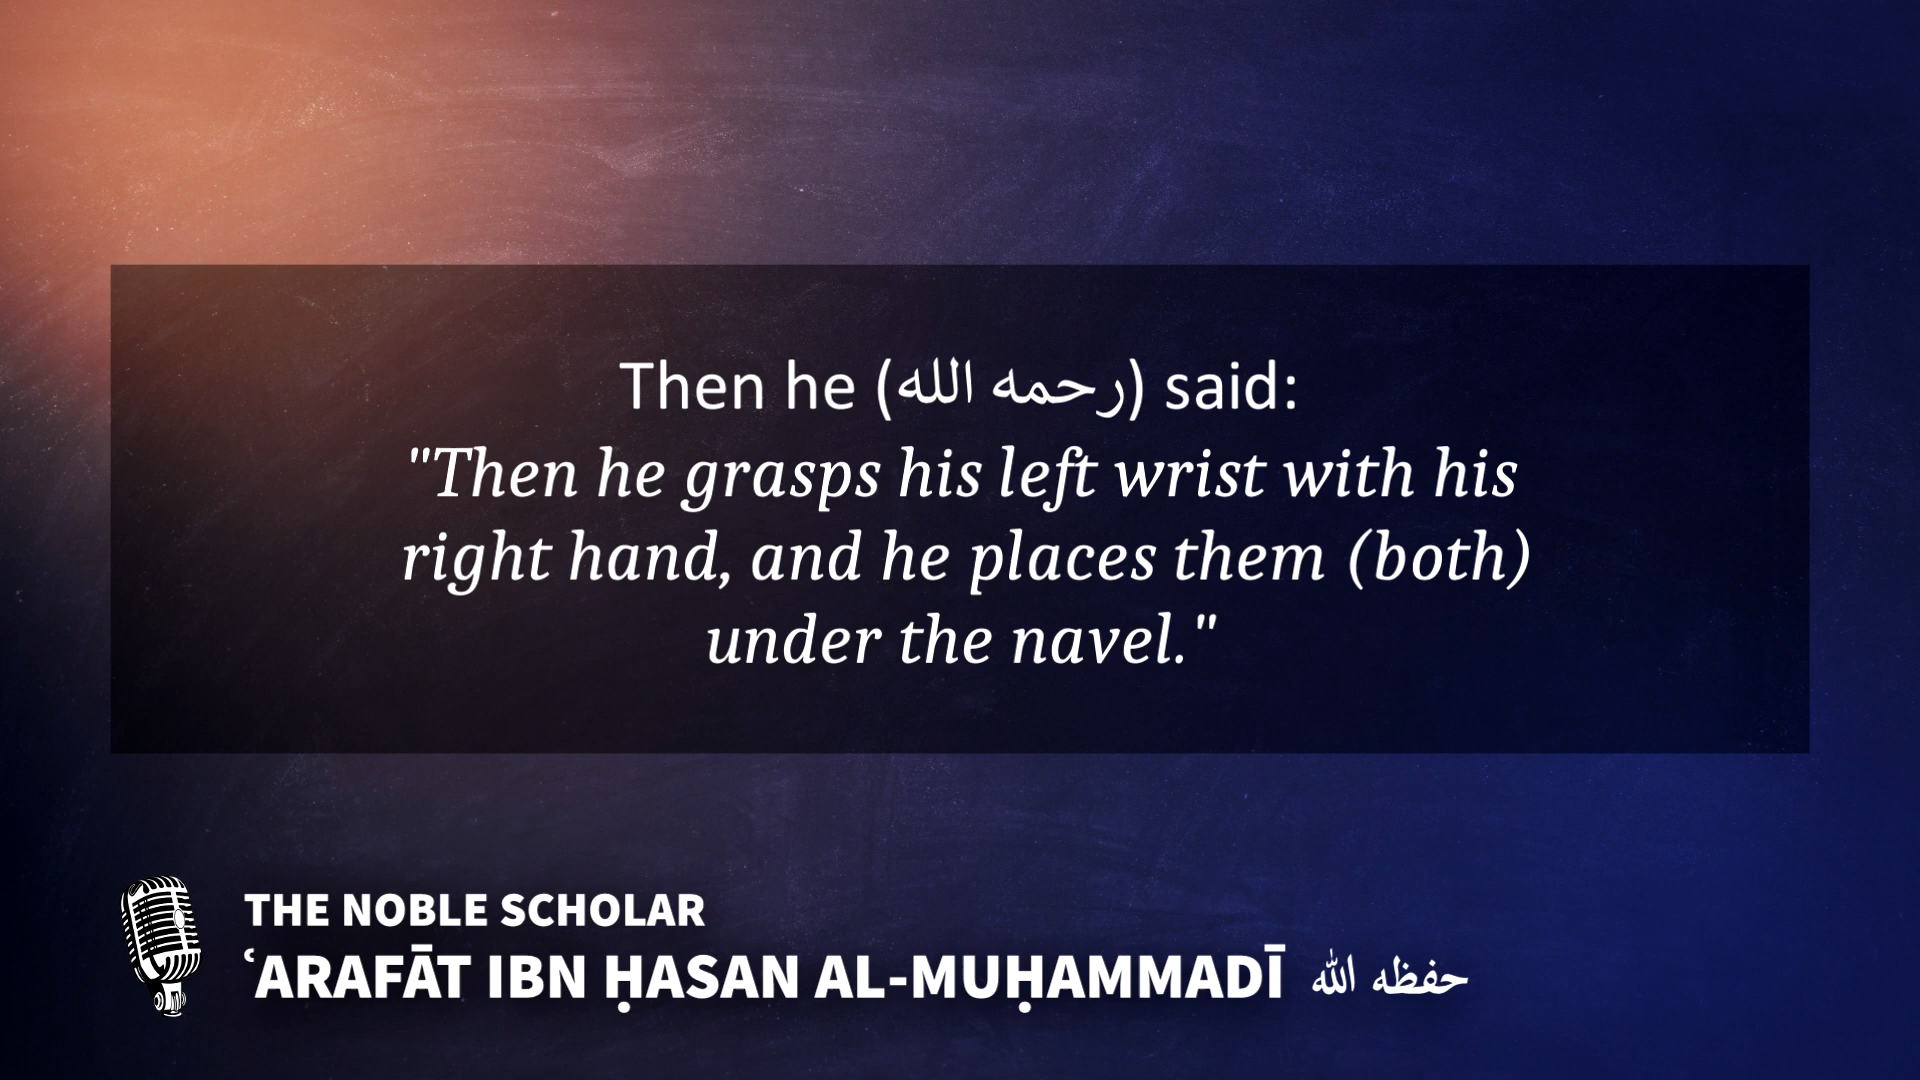 Then he (رحمه الله) said:
"Then he grasps his left wrist with his
right hand, and he places them (both)
under the navel."
THE NOBLE SCHOLAR
ʿARAFĀT IBN ḤASAN AL-MUḤAMMADĪ حفظه الله